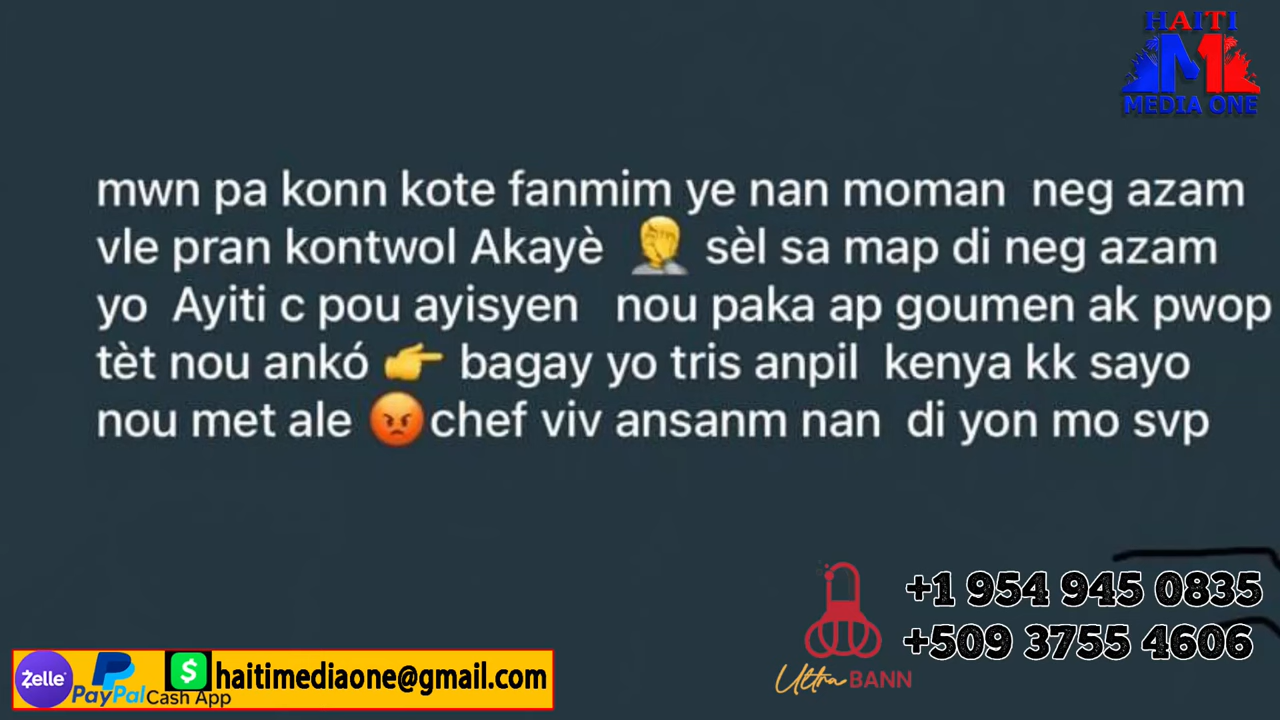 HAITI
M1
MEDIA ONE
mwn pa konn kote fanmim ye nan moman neg azam
vle pran kontwol Akayè 🤦 sèl sa map di neg azam
yo Ayiti c pou ayisyen nou paka ap goumen ak pwop
tèt nou ankó 👉 bagay yo tris anpil kenya kk sayo
nou met ale 😡chef viv ansanm nan di yon mo svp
+1 954 945 0835
+509 3755 4606
Ultra BANN
Zelle
PayPal
$
Cash App
haitimediaone@gmail.com